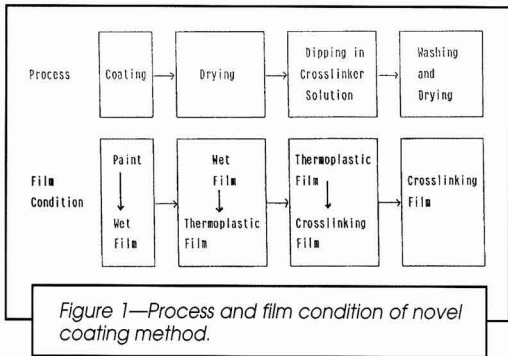 Process
Coating
Drying
Dipping in
Crosslinker
Solution
Washing
and
Drying
Film
Condition
Paint
Wet
Film
Wet
Film
Thermoplastic
Film
Thermoplastic
Film
Crosslinking
Film
Crosslinking
Film
Figure 1—Process and film condition of novel
coating method.